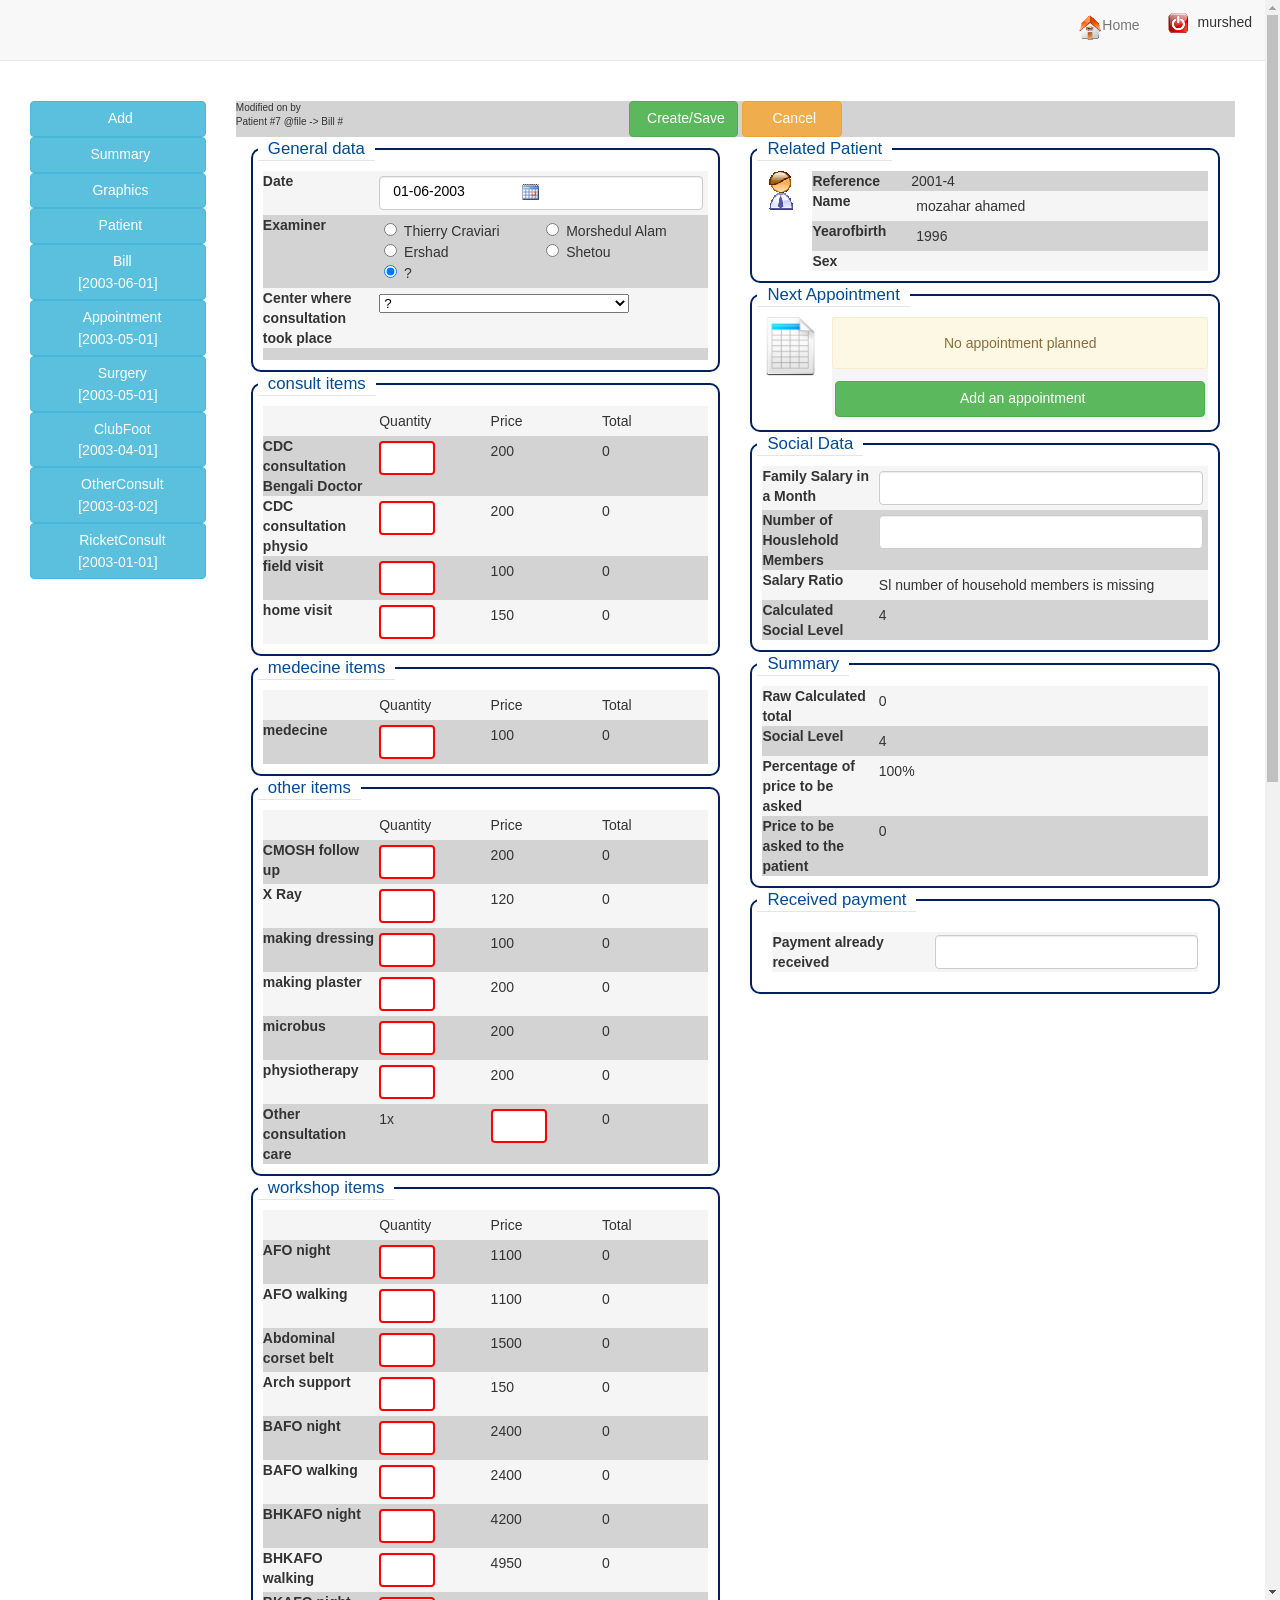 Home
murshed
Add
Summary
Graphics
Patient
Bill
[2003-06-01]
Appointment
[2003-05-01]
Surgery
[2003-05-01]
ClubFoot
[2003-04-01]
OtherConsult
[2003-03-02]
RicketConsult
[2003-01-01]
Modified on by
Patient #7 @file -> Bill #
Create/Save
Cancel
General data
Date 01-06-2003
Examiner Thierry Craviari Morshedul Alam
Ershad Shetou
?
Center where ?
consultation
took place
consult items
Quantity Price Total
CDC 200 0
consultation
Bengali Doctor
CDC 200 0
consultation
physio
field visit 100 0
home visit 150 0
medecine items
Quantity Price Total
medecine 100 0
other items
Quantity Price Total
CMOSH follow 200 0
up
X Ray 120 0
making dressing 100 0
making plaster 200 0
microbus 200 0
physiotherapy 200 0
Other 1x 0
consultation
care
workshop items
Quantity Price Total
AFO night 1100 0
AFO walking 1100 0
Abdominal 1500 0
corset belt
Arch support 150 0
BAFO night 2400 0
BAFO walking 2400 0
BHKAFO night 4200 0
BHKAFO 4950 0
walking
BKAFO night
Related Patient
Reference 2001-4
Name mozahar ahamed
Yearofbirth 1996
Sex
Next Appointment
No appointment planned
Add an appointment
Social Data
Family Salary in
a Month
Number of
Houslehold
Members
Salary Ratio Sl number of household members is missing
Calculated 4
Social Level
Summary
Raw Calculated 0
total
Social Level 4
Percentage of 100%
price to be
asked
Price to be 0
asked to the
patient
Received payment
Payment already
received